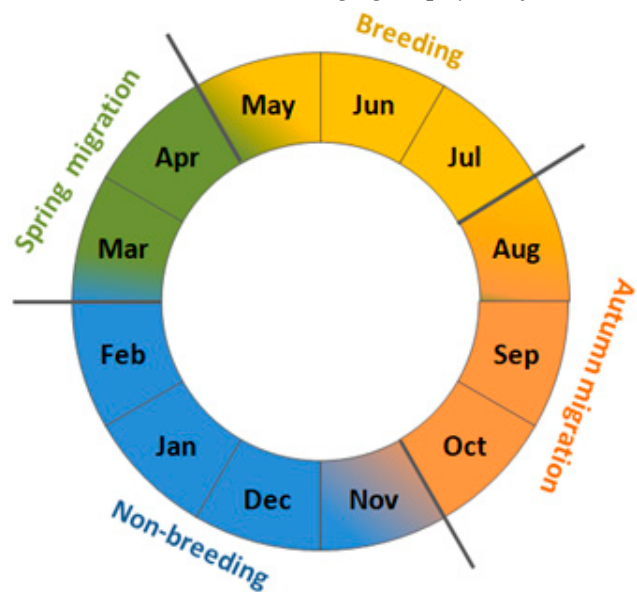 Breeding
May
Jun
Jul
Aug
Autumn migration
Sep
Oct
Nov
Dec
Non-breeding
Jan
Feb
Mar
Spring migration
Apr